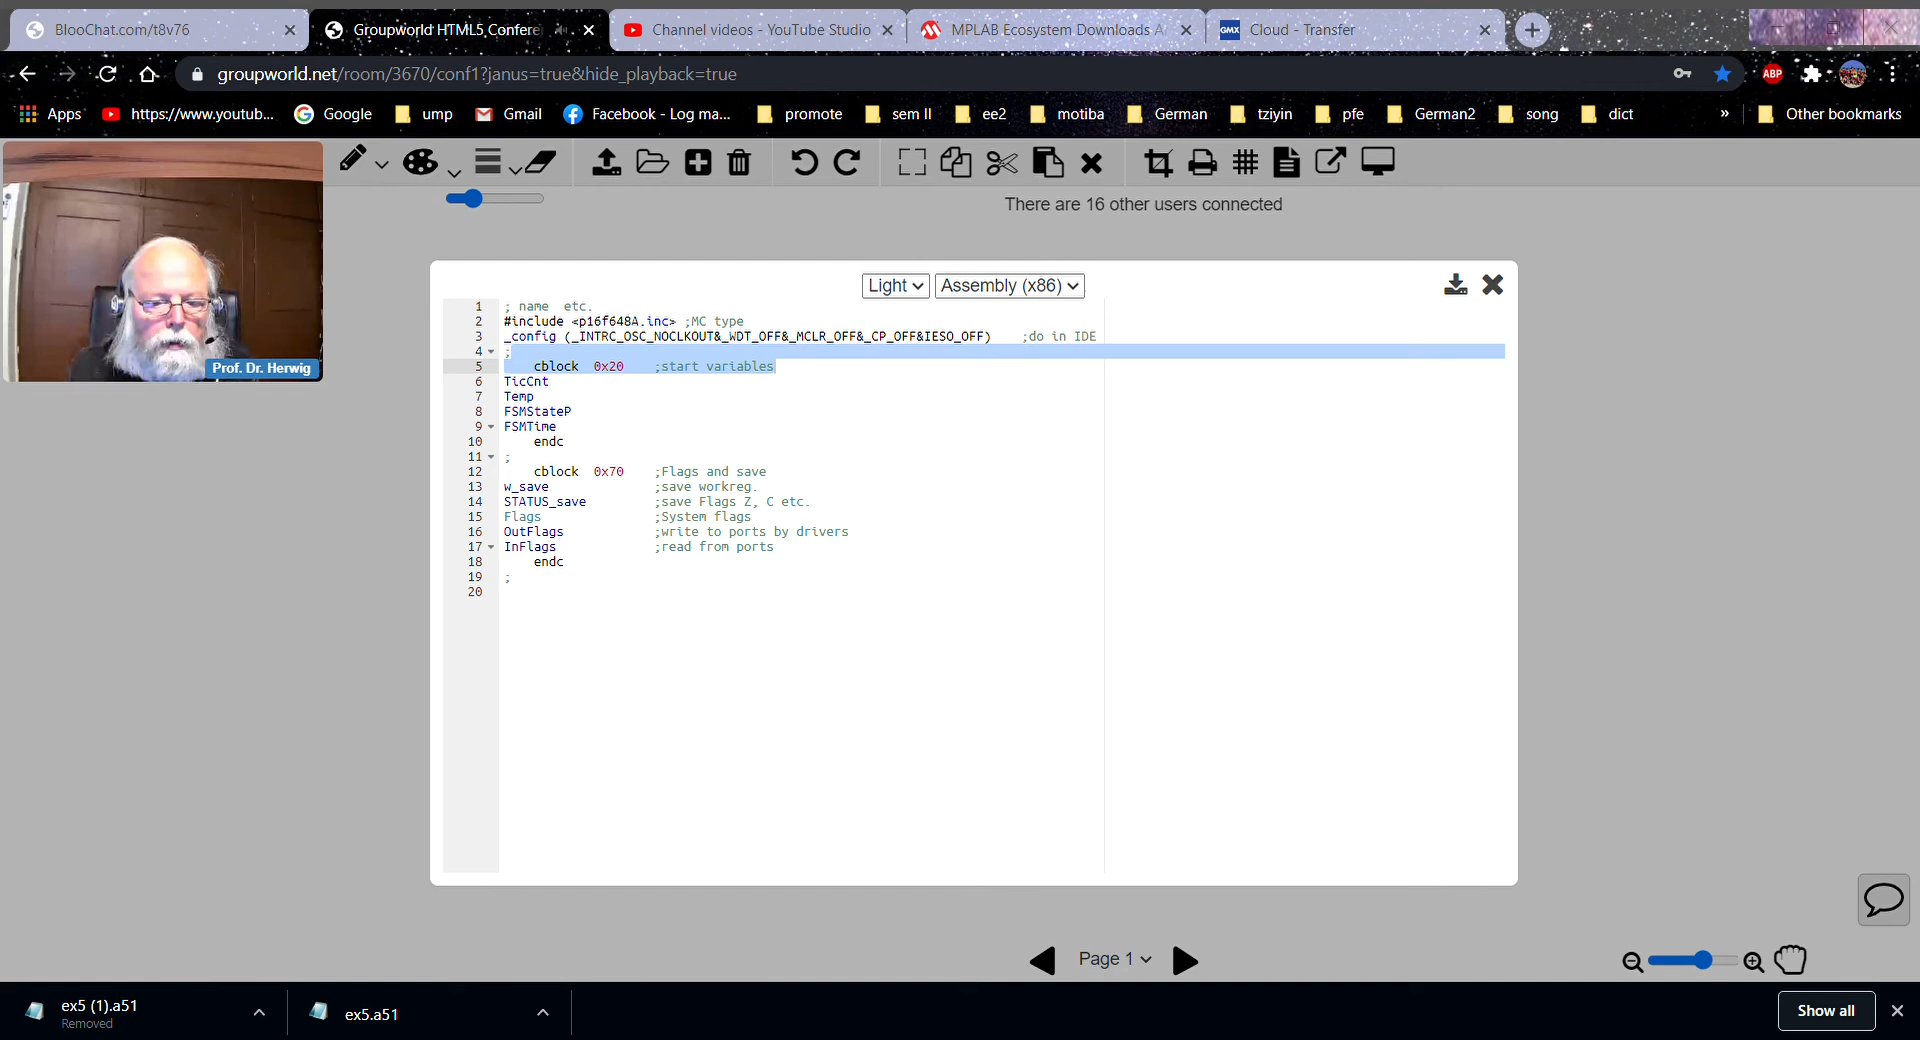 BlooChat.com/t8v76
Groupworld HTML5 Confere
Channel videos - YouTube Studio
MPLAB Ecosystem Downloads A
GMX Cloud - Transfer
groupworld.net/room/3670/conf1?janus=true&hide_playback=true
ABP
Apps https://www.youtub... Google ump Gmail Facebook - Log ma... promote sem II ee2 motiba German tziyin pfe German2 song dict » Other bookmarks
There are 16 other users connected
Prof. Dr. Herwig
Light Assembly (x86)
1 ; name etc.
2 #include <p16f648A.inc> ;MC type
3 _config (_INTRC_OSC_NOCLKOUT&_WDT_OFF&_MCLR_OFF&_CP_OFF&IESO_OFF) ;do in IDE
4 ;
5 cblock 0x20 ;start variables
6 TicCnt
7 Temp
8 FSMStateP
9 FSMTime
10 endc
11 ;
12 cblock 0x70 ;Flags and save
13 w_save ;save workreg.
14 STATUS_save ;save Flags Z, C etc.
15 Flags ;System flags
16 OutFlags ;write to ports by drivers
17 InFlags ;read from ports
18 endc
19 ;
20
Page 1
ex5 (1).a51
Removed
ex5.a51
Show all